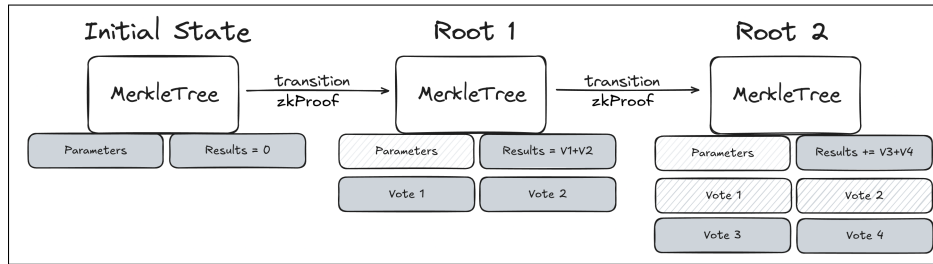 Initial State
Root 1
Root 2
MerkleTree
transition
zkProof
MerkleTree
transition
zkProof
MerkleTree
Parameters
Results = 0
Parameters
Results = V1+V2
Parameters
Results += V3+V4
Vote 1
Vote 2
Vote 1
Vote 2
Vote 3
Vote 4